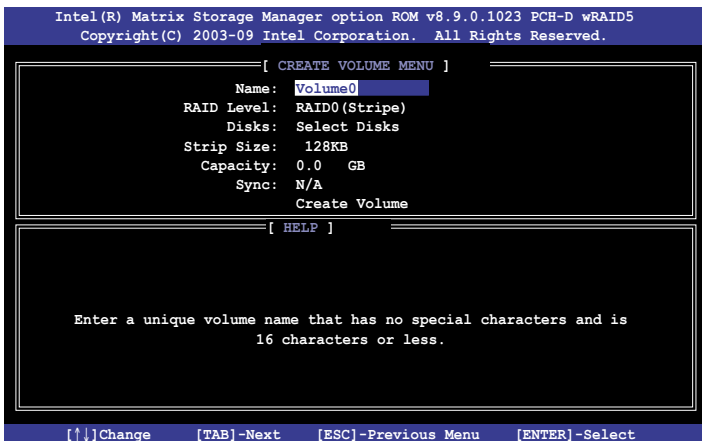 Intel(R) Matrix Storage Manager option ROM v8.9.0.1023 PCH-D wRAID5
Copyright(C) 2003-09 Intel Corporation. All Rights Reserved.
[ CREATE VOLUME MENU ]
Name: Volume0
RAID Level: RAID0(Stripe)
Disks: Select Disks
Strip Size: 128KB
Capacity: 0.0 GB
Sync: N/A
Create Volume
[ HELP ]
Enter a unique volume name that has no special characters and is
16 characters or less.
[↑↓]Change [TAB]-Next [ESC]-Previous Menu [ENTER]-Select